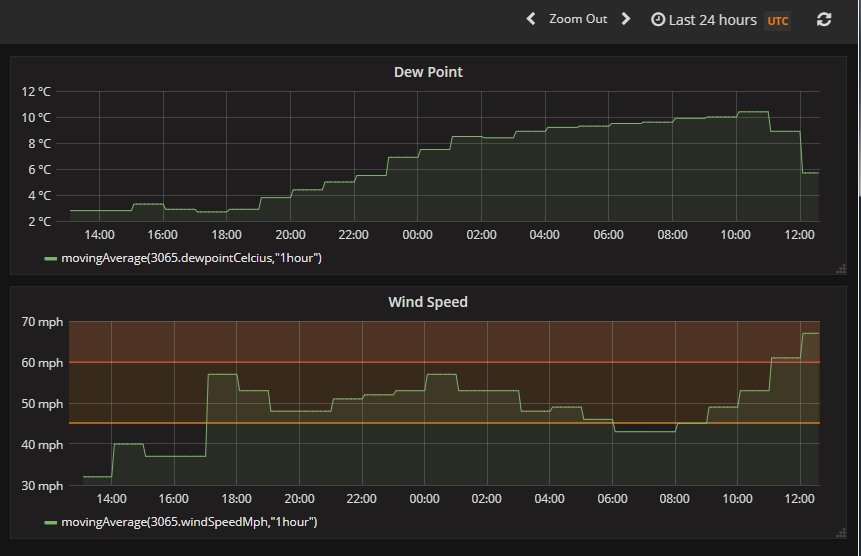 Zoom Out Last 24 hours UTC
Dew Point
12 °C
10 °C
8 °C
6 °C
4 °C
2 °C
14:00 16:00 18:00 20:00 22:00 00:00 02:00 04:00 06:00 08:00 10:00 12:00
movingAverage(3065.dewpointCelcius,"1hour")
Wind Speed
70 mph
60 mph
50 mph
40 mph
30 mph
14:00 16:00 18:00 20:00 22:00 00:00 02:00 04:00 06:00 08:00 10:00 12:00
movingAverage(3065.windSpeedMph,"1hour")